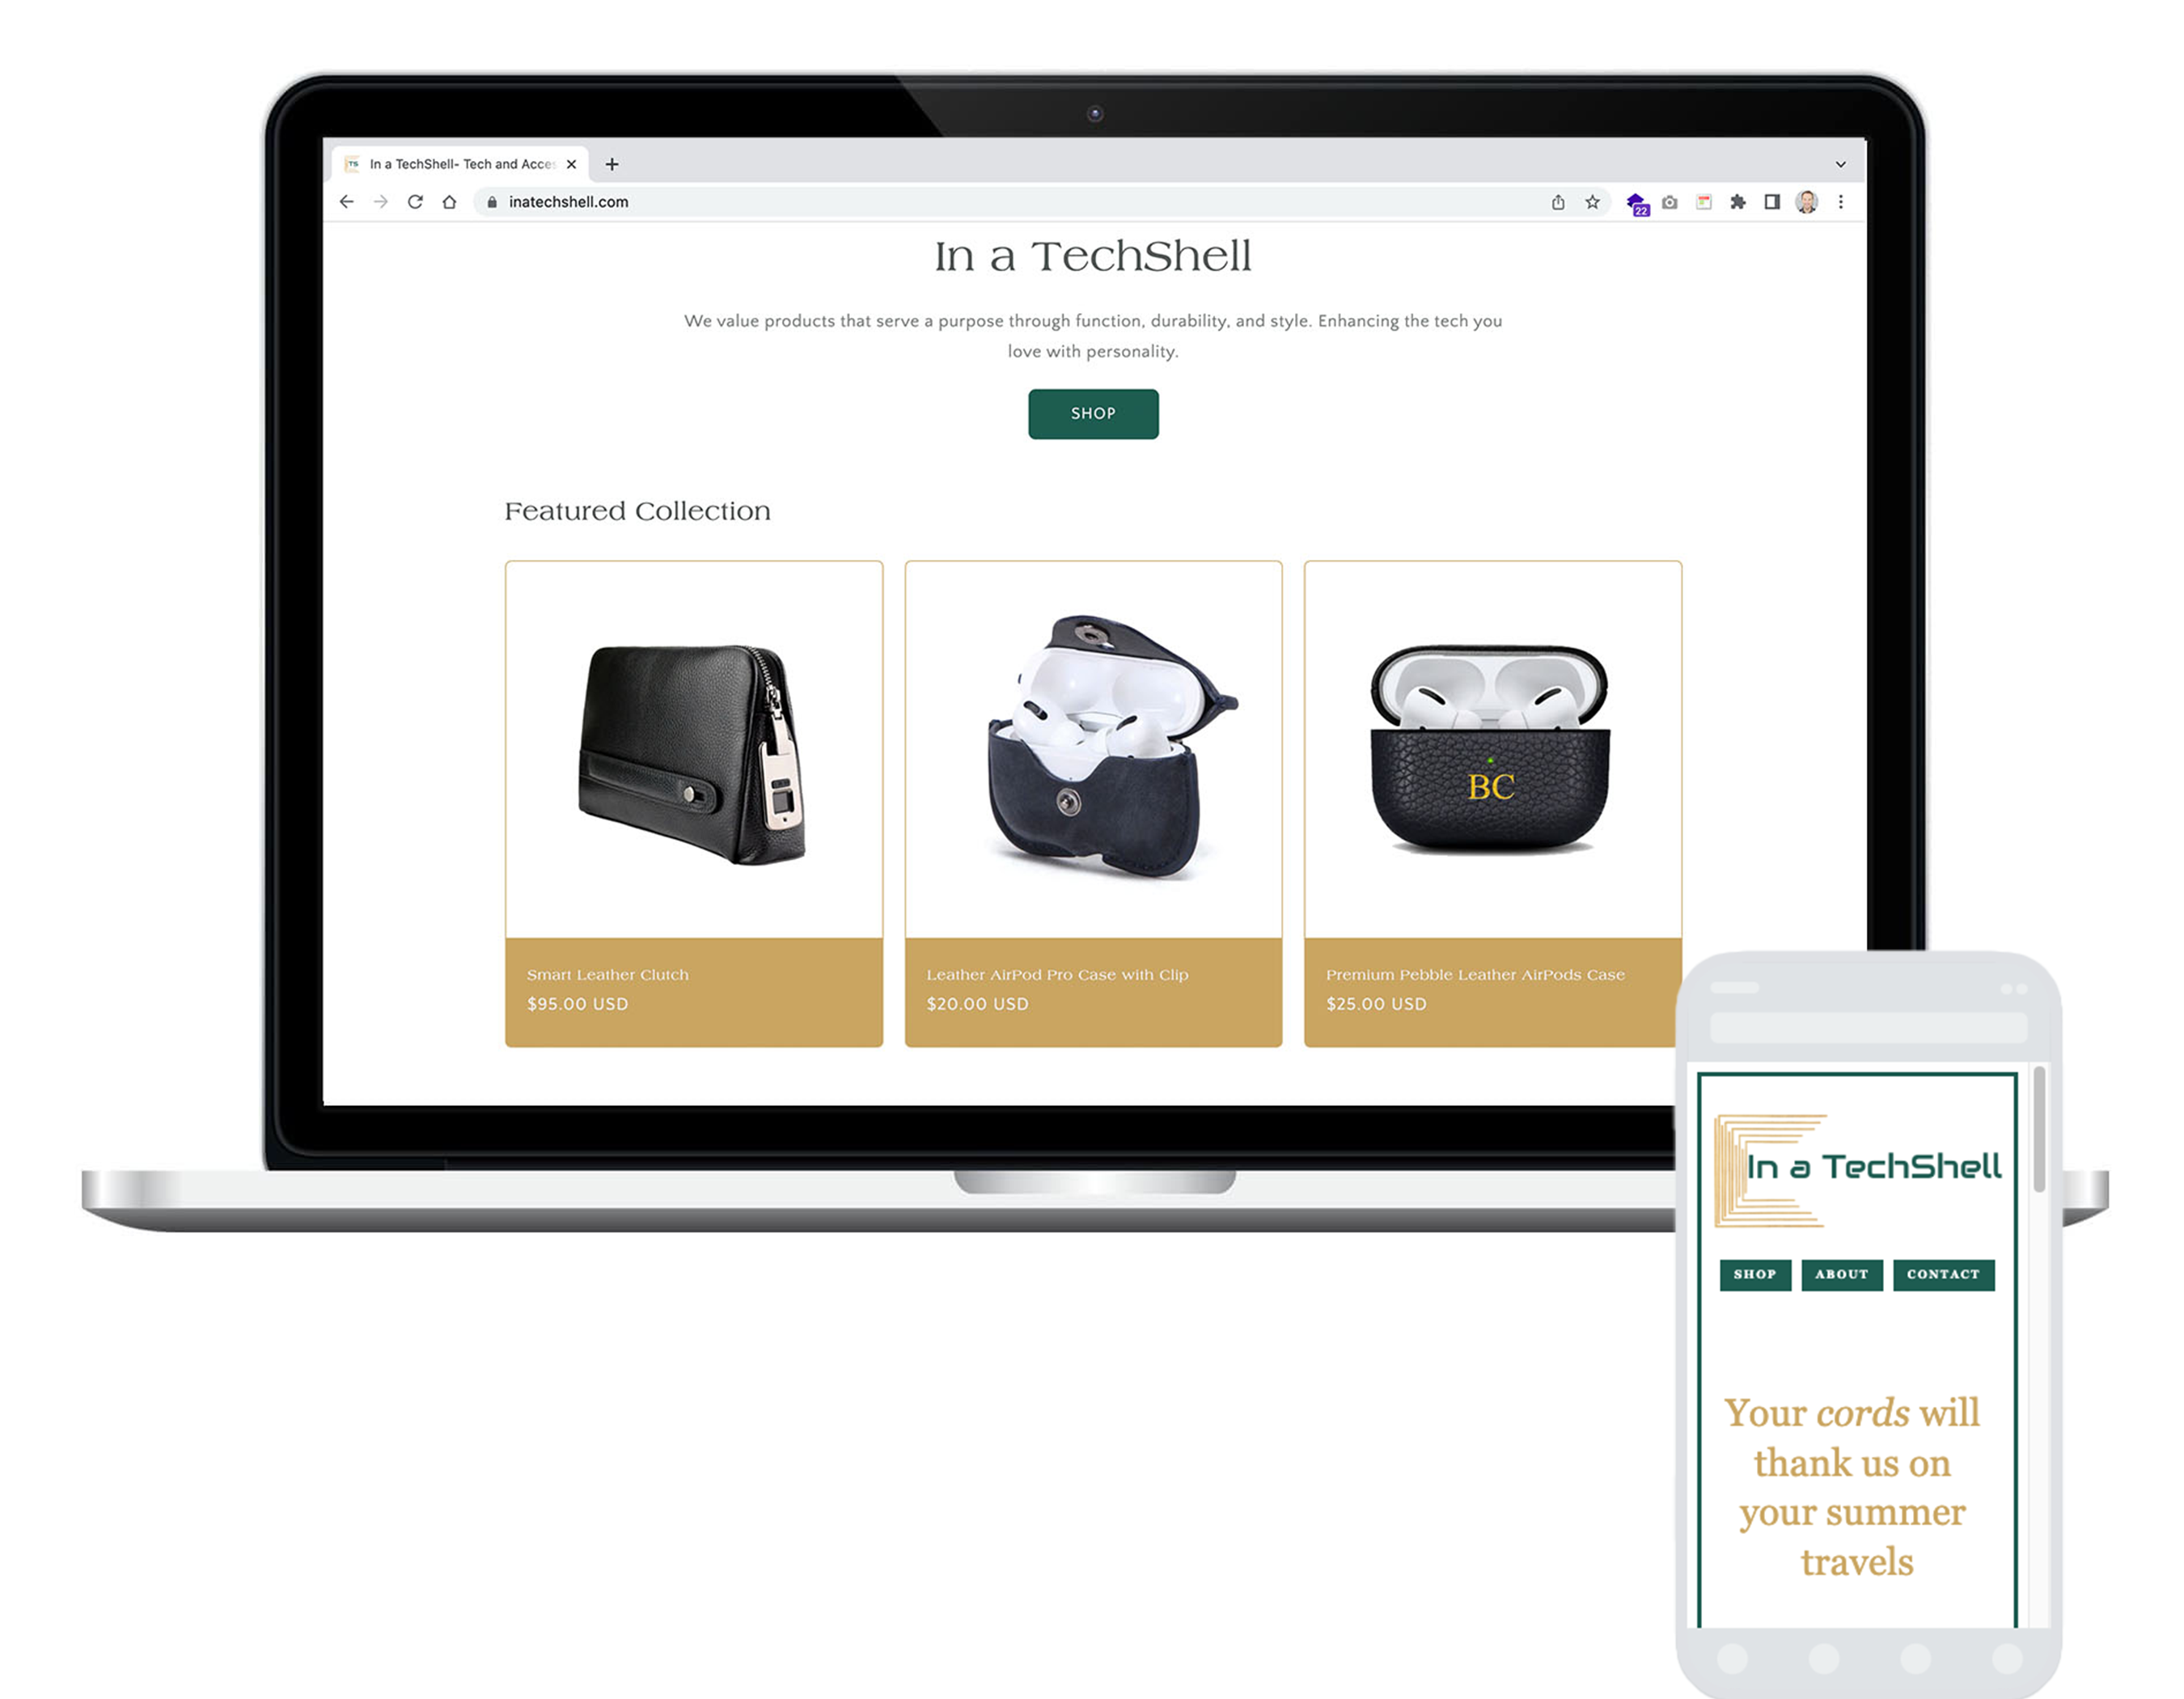 TS In a TechShell- Tech and Acces
inatechshell.com
22
In a TechShell
We value products that serve a purpose through function, durability, and style. Enhancing the tech you
love with personality.
SHOP
Featured Collection
BC
Smart Leather Clutch
$95.00 USD
Leather AirPod Pro Case with Clip
$20.00 USD
Premium Pebble Leather AirPods Case
$25.00 USD
In a TechShell
SHOP ABOUT CONTACT
Your cords will
thank us on
your summer
travels